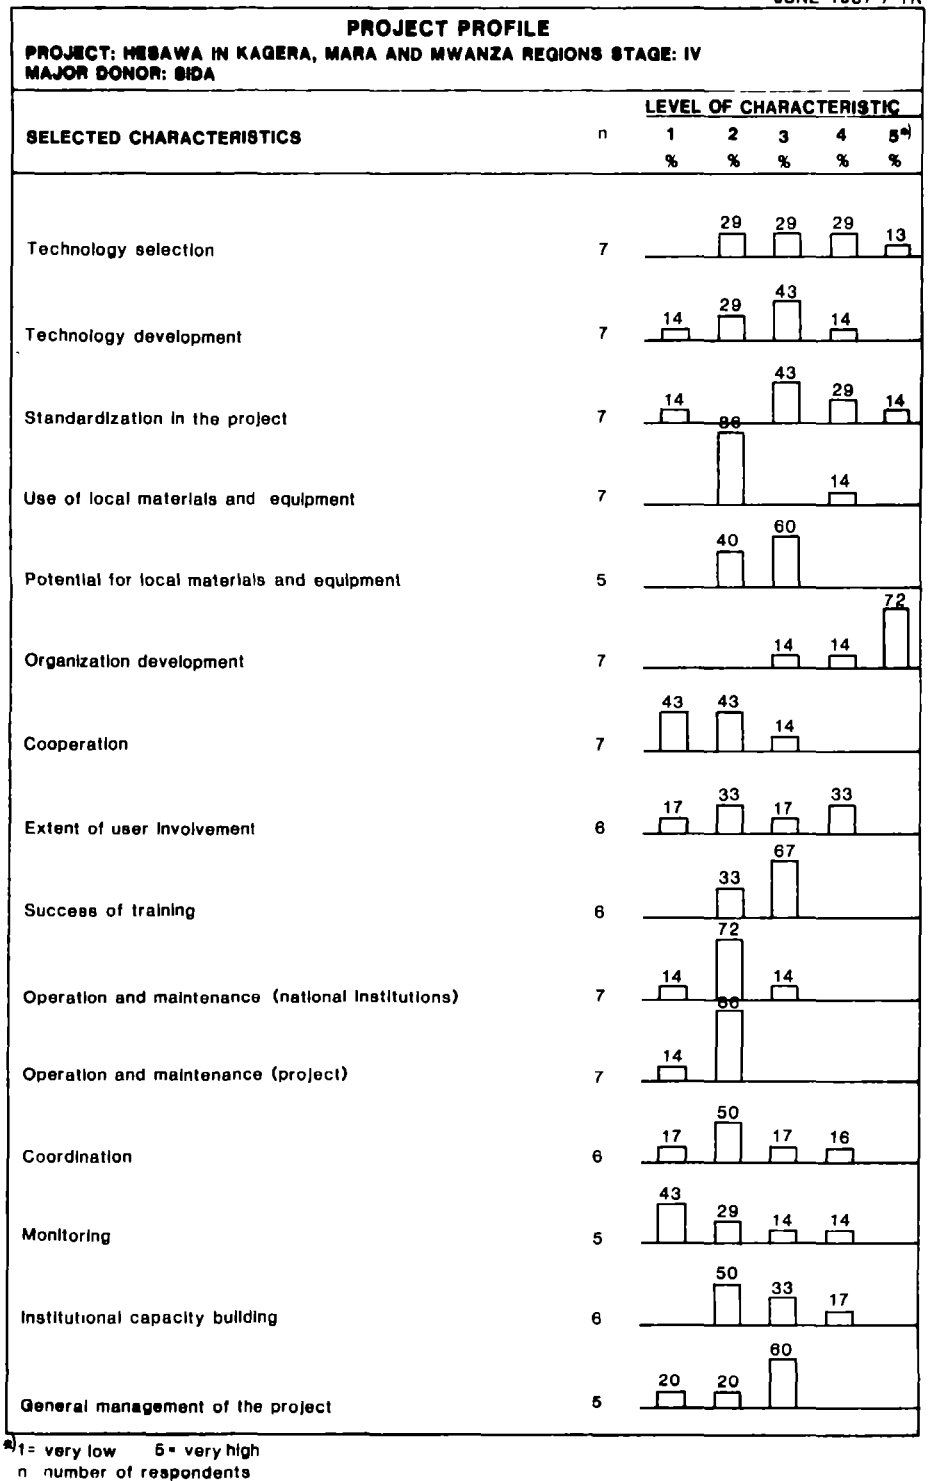 PROJECT PROFILE
PROJECT: HESAWA IN KAGERA, MARA AND MWANZA REGIONS STAGE: IV
MAJOR DONOR: SIDA
LEVEL OF CHARACTERISTIC
SELECTED CHARACTERISTICS n 1 2 3 4 5*)
% % % % %
29 29 29 13
Technology selection 7
14 29 43 14
Technology development 7
14 43 29 14
Standardization in the project 7
86 14
Use of local materials and equipment 7
40 60
Potential for local materials and equipment 5
14 14 72
Organization development 7
43 43 14
Cooperation 7
17 33 17 33
Extent of user involvement 6
33 67
Success of training 6
14 72 14
Operation and maintenance (national institutions) 7
14 86
Operation and maintenance (project) 7
17 50 17 16
Coordination 6
43 29 14 14
Monitoring 5
50 33 17
Institutional capacity building 6
20 20 60
General management of the project 5
*)1= very low 5= very high
n number of respondents